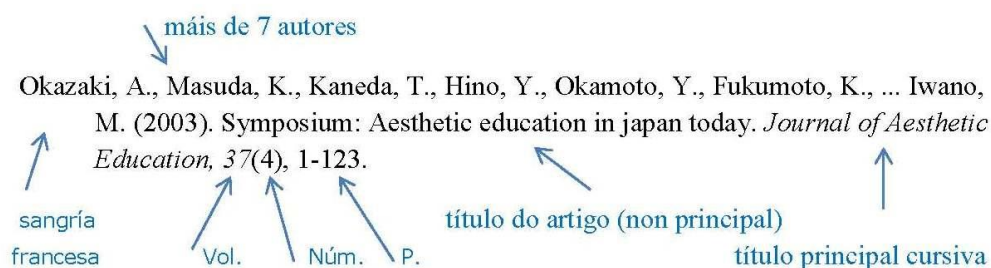 máis de 7 autores
Okazaki, A., Masuda, K., Kaneda, T., Hino, Y., Okamoto, Y., Fukumoto, K., ... Iwano,
M. (2003). Symposium: Aesthetic education in japan today. Journal of Aesthetic
Education, 37(4), 1-123.
sangría
francesa
Vol.
Núm.
P.
título do artigo (non principal)
título principal cursiva